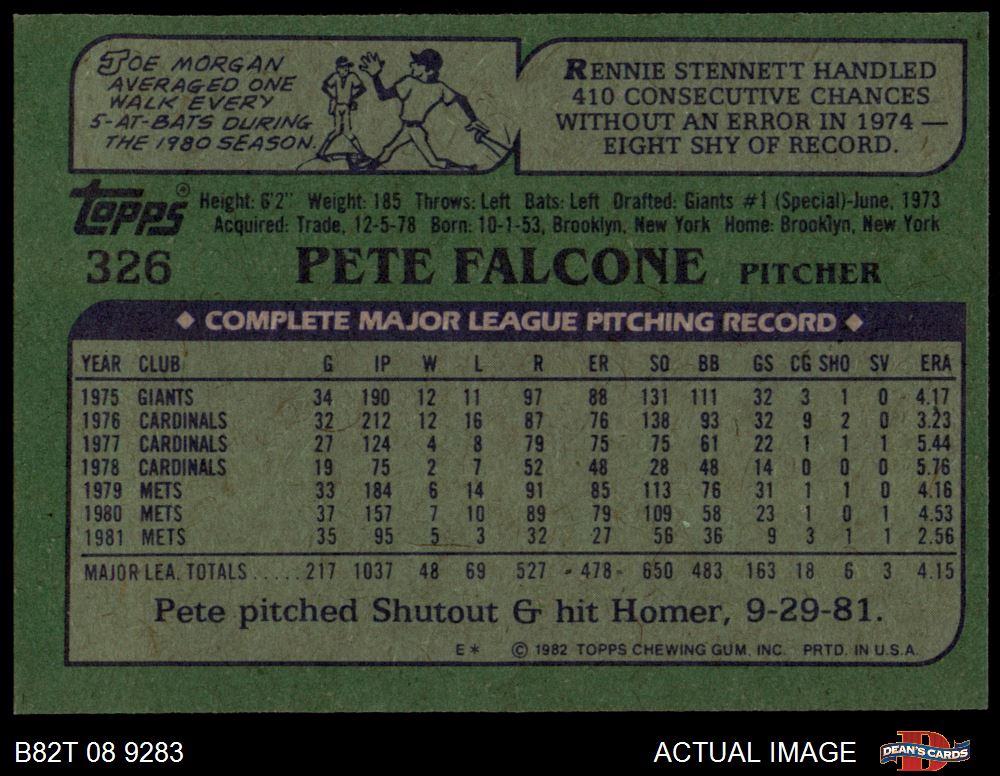 JOE MORGAN
AVERAGED ONE
WALK EVERY
5-AT-BATS DURING
THE 1980 SEASON.
RENNIE STENNETT HANDLED
410 CONSECUTIVE CHANCES
WITHOUT AN ERROR IN 1974 —
EIGHT SHY OF RECORD.
TOPPS ® Height: 6'2" Weight: 185 Throws: Left Bats: Left Drafted: Giants #1 (Special)-June, 1973
Acquired: Trade, 12-5-78 Born: 10-1-53, Brooklyn, New York Home: Brooklyn, New York
326 PETE FALCONE PITCHER
◆ COMPLETE MAJOR LEAGUE PITCHING RECORD ◆
YEAR CLUB G IP W L R ER SO BB GS CG SHO SV ERA
1975 GIANTS 34 190 12 11 97 88 131 111 32 3 1 0 4.17
1976 CARDINALS 32 212 12 16 87 76 138 93 32 9 2 0 3.23
1977 CARDINALS 27 124 4 8 79 75 75 61 22 1 1 1 5.44
1978 CARDINALS 19 75 2 7 52 48 28 48 14 0 0 0 5.76
1979 METS 33 184 6 14 91 85 113 76 31 1 1 0 4.16
1980 METS 37 157 7 10 89 79 109 58 23 1 0 1 4.53
1981 METS 35 95 5 3 32 27 56 36 9 3 1 1 2.56
MAJOR LEA. TOTALS.....217 1037 48 69 527 478 650 483 163 18 6 3 4.15
Pete pitched Shutout & hit Homer, 9-29-81.
E* © 1982 TOPPS CHEWING GUM, INC. PRTD. IN U.S.A.
B82T 08 9283 ACTUAL IMAGE D DEAN'S CARDS